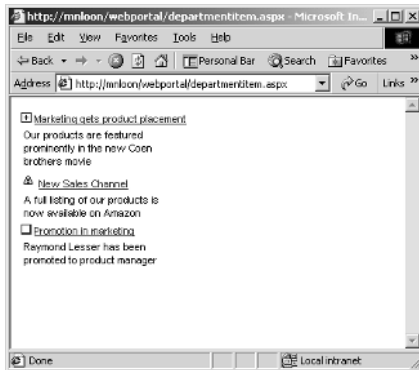 http://mnloon/webportal/departmentitem.aspx - Microsoft In...
File Edit View Favorites Tools Help
Back Personal Bar Search Favorites
Address http://mnloon/webportal/departmentitem.aspx Go Links
Marketing gets product placement
Our products are featured
prominently in the new Coen
brothers movie
New Sales Channel
A full listing of our products is
now available on Amazon
Promotion in marketing
Raymond Lesser has been
promoted to product manager
Done Local intranet